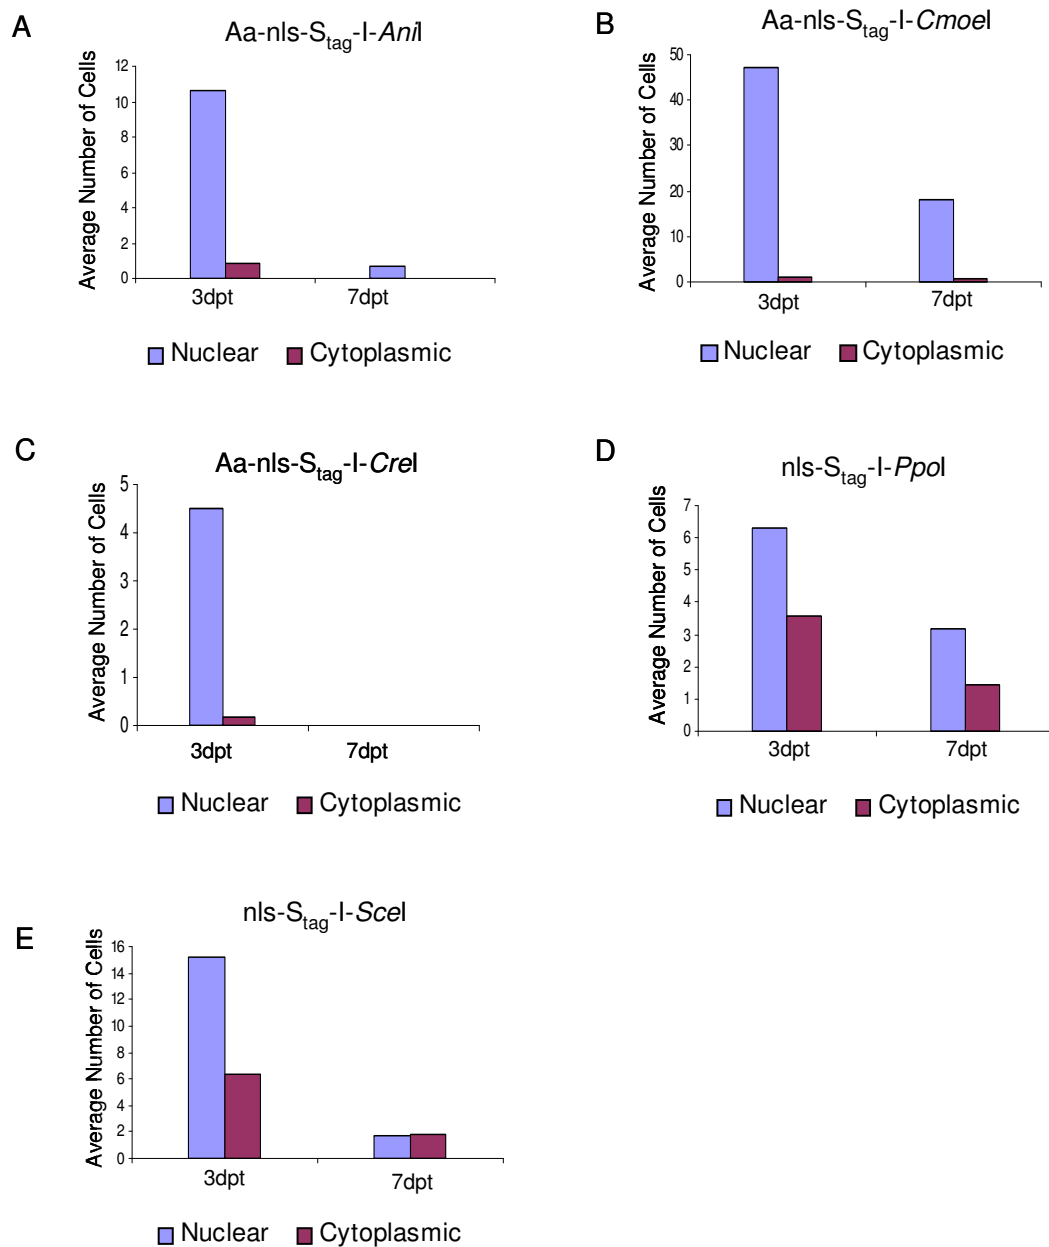 A
Aa-nls-Stag-I-AniI
Average Number of Cells
12
10
8
6
4
2
0
3dpt
7dpt
Nuclear
Cytoplasmic
B
Aa-nls-Stag-I-CmoeI
Average Number of Cells
50
40
30
20
10
0
3dpt
7dpt
Nuclear
Cytoplasmic
C
Aa-nls-Stag-I-CreI
Average Number of Cells
5
4
3
2
1
0
3dpt
7dpt
Nuclear
Cytoplasmic
D
nls-Stag-I-PpoI
Average Number of Cells
7
6
5
4
3
2
1
0
3dpt
7dpt
Nuclear
Cytoplasmic
E
nls-Stag-I-SceI
Average Number of Cells
16
14
12
10
8
6
4
2
0
3dpt
7dpt
Nuclear
Cytoplasmic